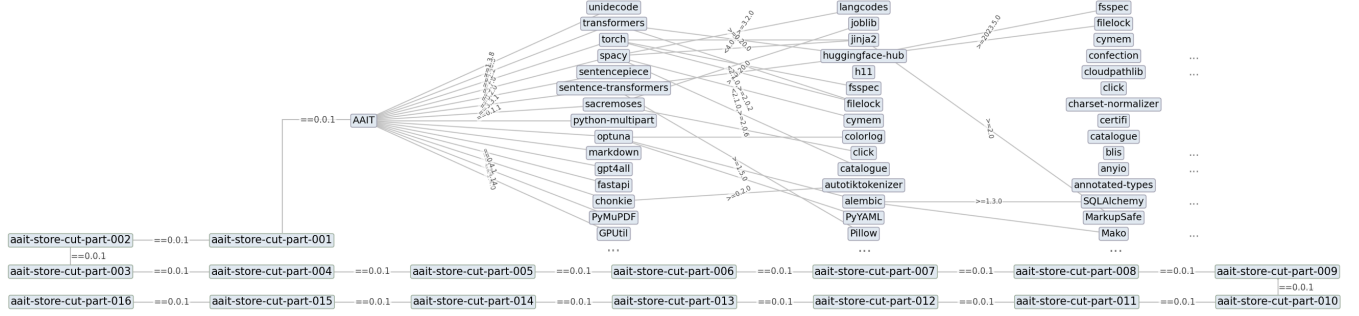 unidecode langcodes fsspec
transformers joblib filelock
torch jinja2 cymem
spacy huggingface-hub confection ...
sentencepiece h11 cloudpathlib ...
sentence-transformers fsspec click
sacremoses filelock charset-normalizer
==0.0.1 AAIT python-multipart cymem certifi
optuna colorlog catalogue
markdown click blis ...
gpt4all catalogue anyio ...
fastapi autotiktokenizer annotated-types
chonkie alembic >=1.3.0 SQLAlchemy ...
PyMuPDF PyYAML MarkupSafe
GPUtil Pillow Mako ...
... ... ...
>=2023.5.0
>=2.0
>=1.5.0
>=0.2.0
aait-store-cut-part-002 ==0.0.1 aait-store-cut-part-001
==0.0.1
aait-store-cut-part-003 ==0.0.1 aait-store-cut-part-004 ==0.0.1 aait-store-cut-part-005 ==0.0.1 aait-store-cut-part-006 ==0.0.1 aait-store-cut-part-007 ==0.0.1 aait-store-cut-part-008 ==0.0.1 aait-store-cut-part-009
==0.0.1
aait-store-cut-part-016 ==0.0.1 aait-store-cut-part-015 ==0.0.1 aait-store-cut-part-014 ==0.0.1 aait-store-cut-part-013 ==0.0.1 aait-store-cut-part-012 ==0.0.1 aait-store-cut-part-011 ==0.0.1 aait-store-cut-part-010